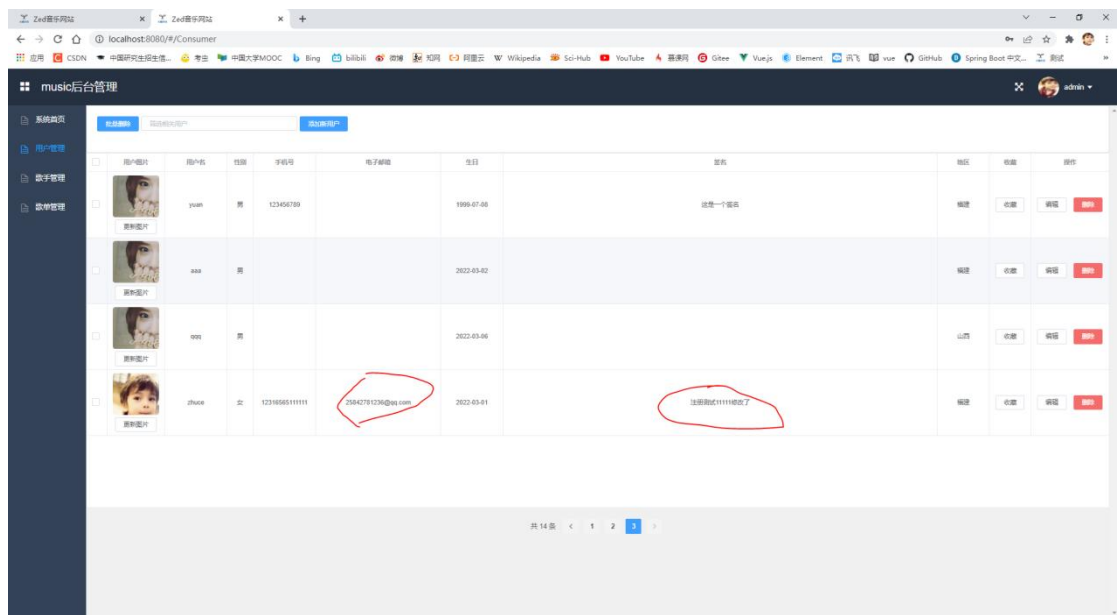 Zed音乐网站 × Zed音乐网站 × +
localhost:8080/#/Consumer
应用 CSDN 中国研究生招生信... 考虫 中国大学MOOC Bing bilibili 微博 知网 阿里云 Wikipedia Sci-Hub YouTube 慕课网 Gitee Vue.js Element 讯飞 vue GitHub Spring Boot 中文... 测试 »
music后台管理 admin
系统首页 批量删除 筛选相关用户 添加新用户
用户管理
歌手管理
歌单管理
用户图片 用户名 性别 手机号 电子邮箱 生日 签名 地区 收藏 操作
yuan 男 123456789 1999-07-08 这是一个签名 福建 收藏 编辑 删除
更新图片
aaa 男 2022-03-02 福建 收藏 编辑 删除
更新图片
qqq 男 2022-03-06 山西 收藏 编辑 删除
更新图片
zhuce 女 12318585111111 25842781236@qq.com 2022-03-01 注册测试11111修改了 福建 收藏 编辑 删除
更新图片
共 14 条 < 1 2 3 >